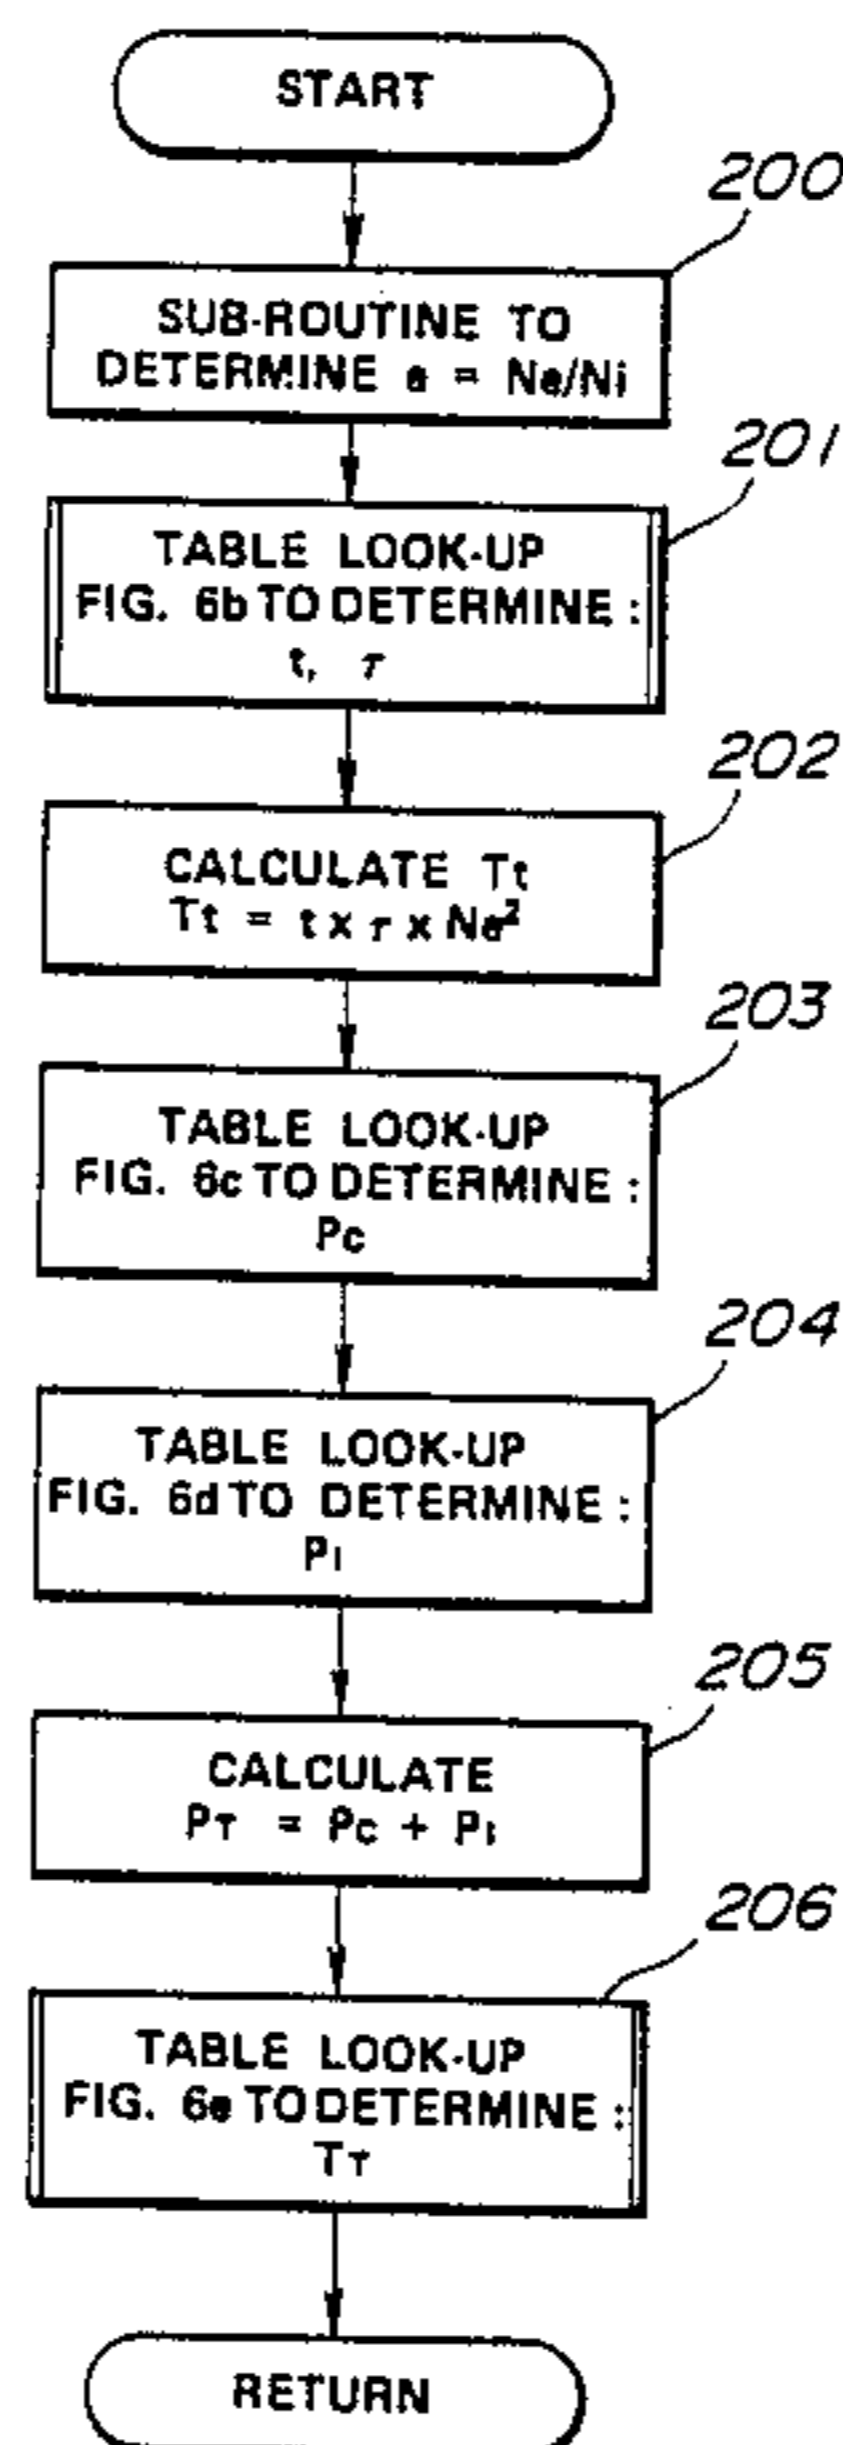 START
200
SUB-ROUTINE TO
DETERMINE e = Ne/Ni
201
TABLE LOOK-UP
FIG. 6b TO DETERMINE :
t, τ
202
CALCULATE Tt
Tt = t x τ x Ne²
203
TABLE LOOK-UP
FIG. 6c TO DETERMINE :
Pc
204
TABLE LOOK-UP
FIG. 6d TO DETERMINE :
PI
205
CALCULATE
PT = Pc + PI
206
TABLE LOOK-UP
FIG. 6e TO DETERMINE :
TT
RETURN